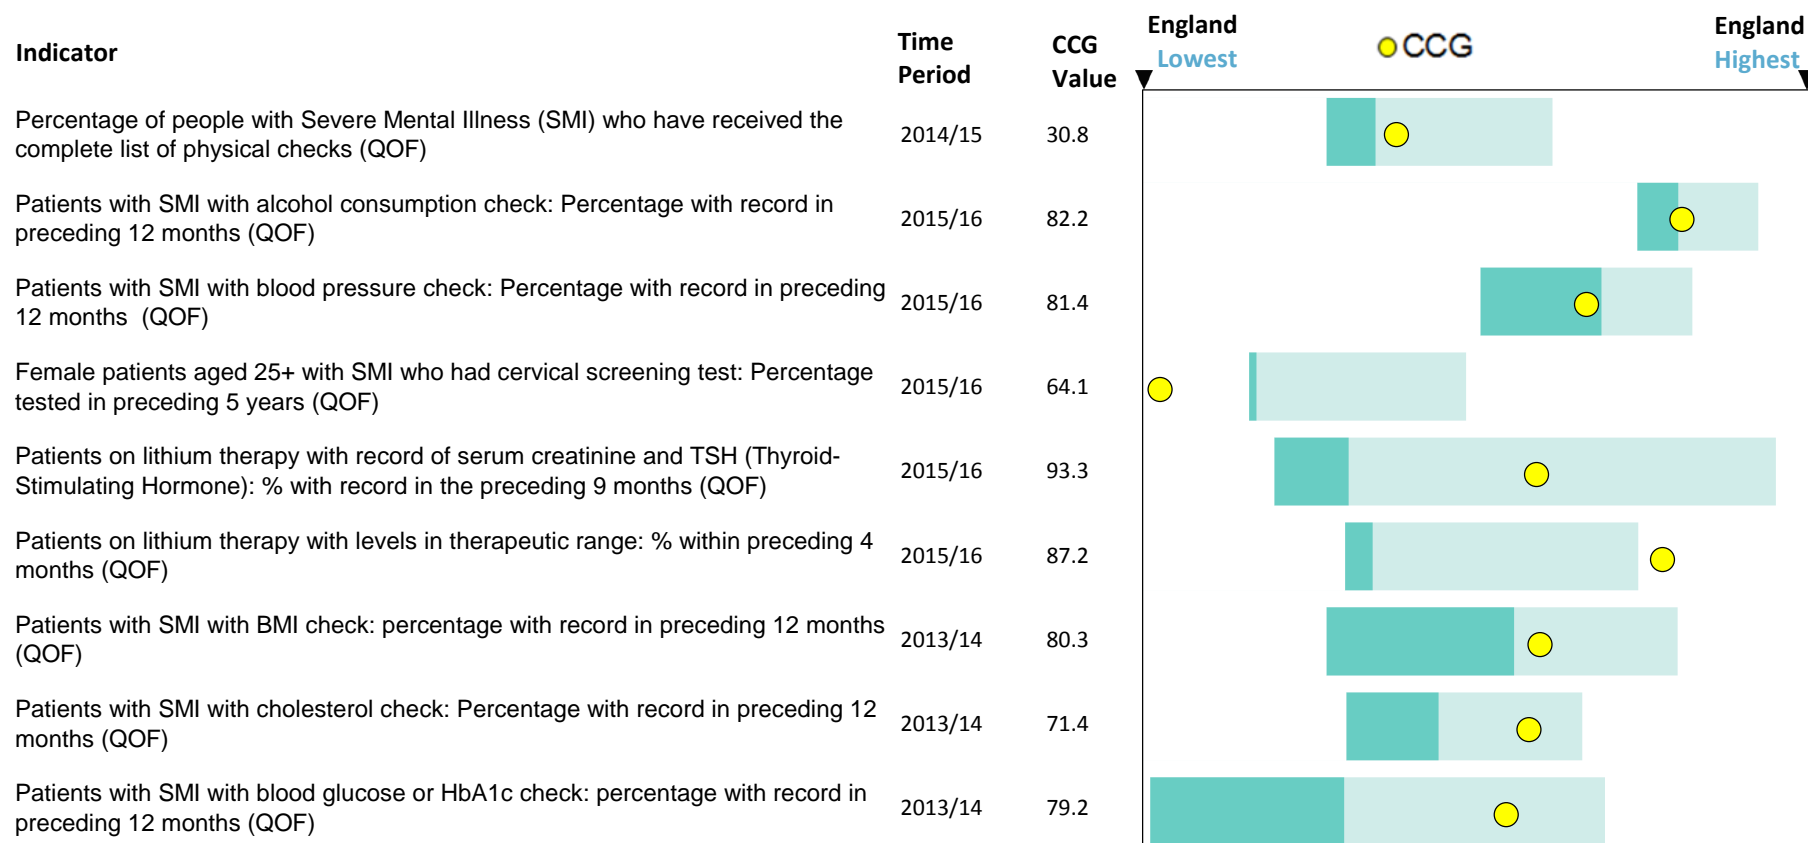 Indicator
Time Period
CCG Value
England Lowest
CCG
England Highest
Percentage of people with Severe Mental Illness (SMI) who have received the
complete list of physical checks (QOF)
2014/15
30.8
Patients with SMI with alcohol consumption check: Percentage with record in
preceding 12 months (QOF)
2015/16
82.2
Patients with SMI with blood pressure check: Percentage with record in preceding
12 months  (QOF)
2015/16
81.4
Female patients aged 25+ with SMI who had cervical screening test: Percentage
tested in preceding 5 years (QOF)
2015/16
64.1
Patients on lithium therapy with record of serum creatinine and TSH (Thyroid-
Stimulating Hormone): % with record in the preceding 9 months (QOF)
2015/16
93.3
Patients on lithium therapy with levels in therapeutic range: % within preceding 4
months (QOF)
2015/16
87.2
Patients with SMI with BMI check: percentage with record in preceding 12 months
(QOF)
2013/14
80.3
Patients with SMI with cholesterol check: Percentage with record in preceding 12
months (QOF)
2013/14
71.4
Patients with SMI with blood glucose or HbA1c check: percentage with record in
preceding 12 months (QOF)
2013/14
79.2